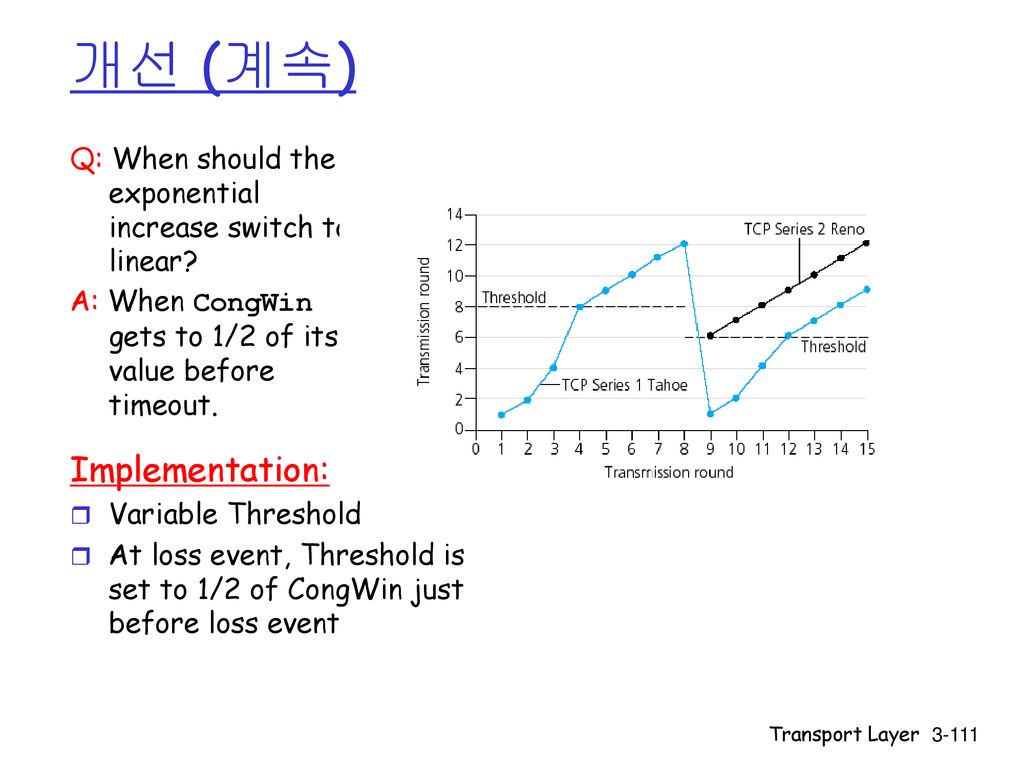 개선 (계속)
Q: When should the
exponential
increase switch to
linear?
A: When CongWin
gets to 1/2 of its
value before
timeout.
Implementation:
❒ Variable Threshold
❒ At loss event, Threshold is
set to 1/2 of CongWin just
before loss event
Transmission round
14
12
10
8
6
4
2
0
TCP Series 2 Reno
Threshold
Threshold
TCP Series 1 Tahoe
0 1 2 3 4 5 6 7 8 9 10 11 12 13 14 15
Transmission round
Transport Layer 3-111